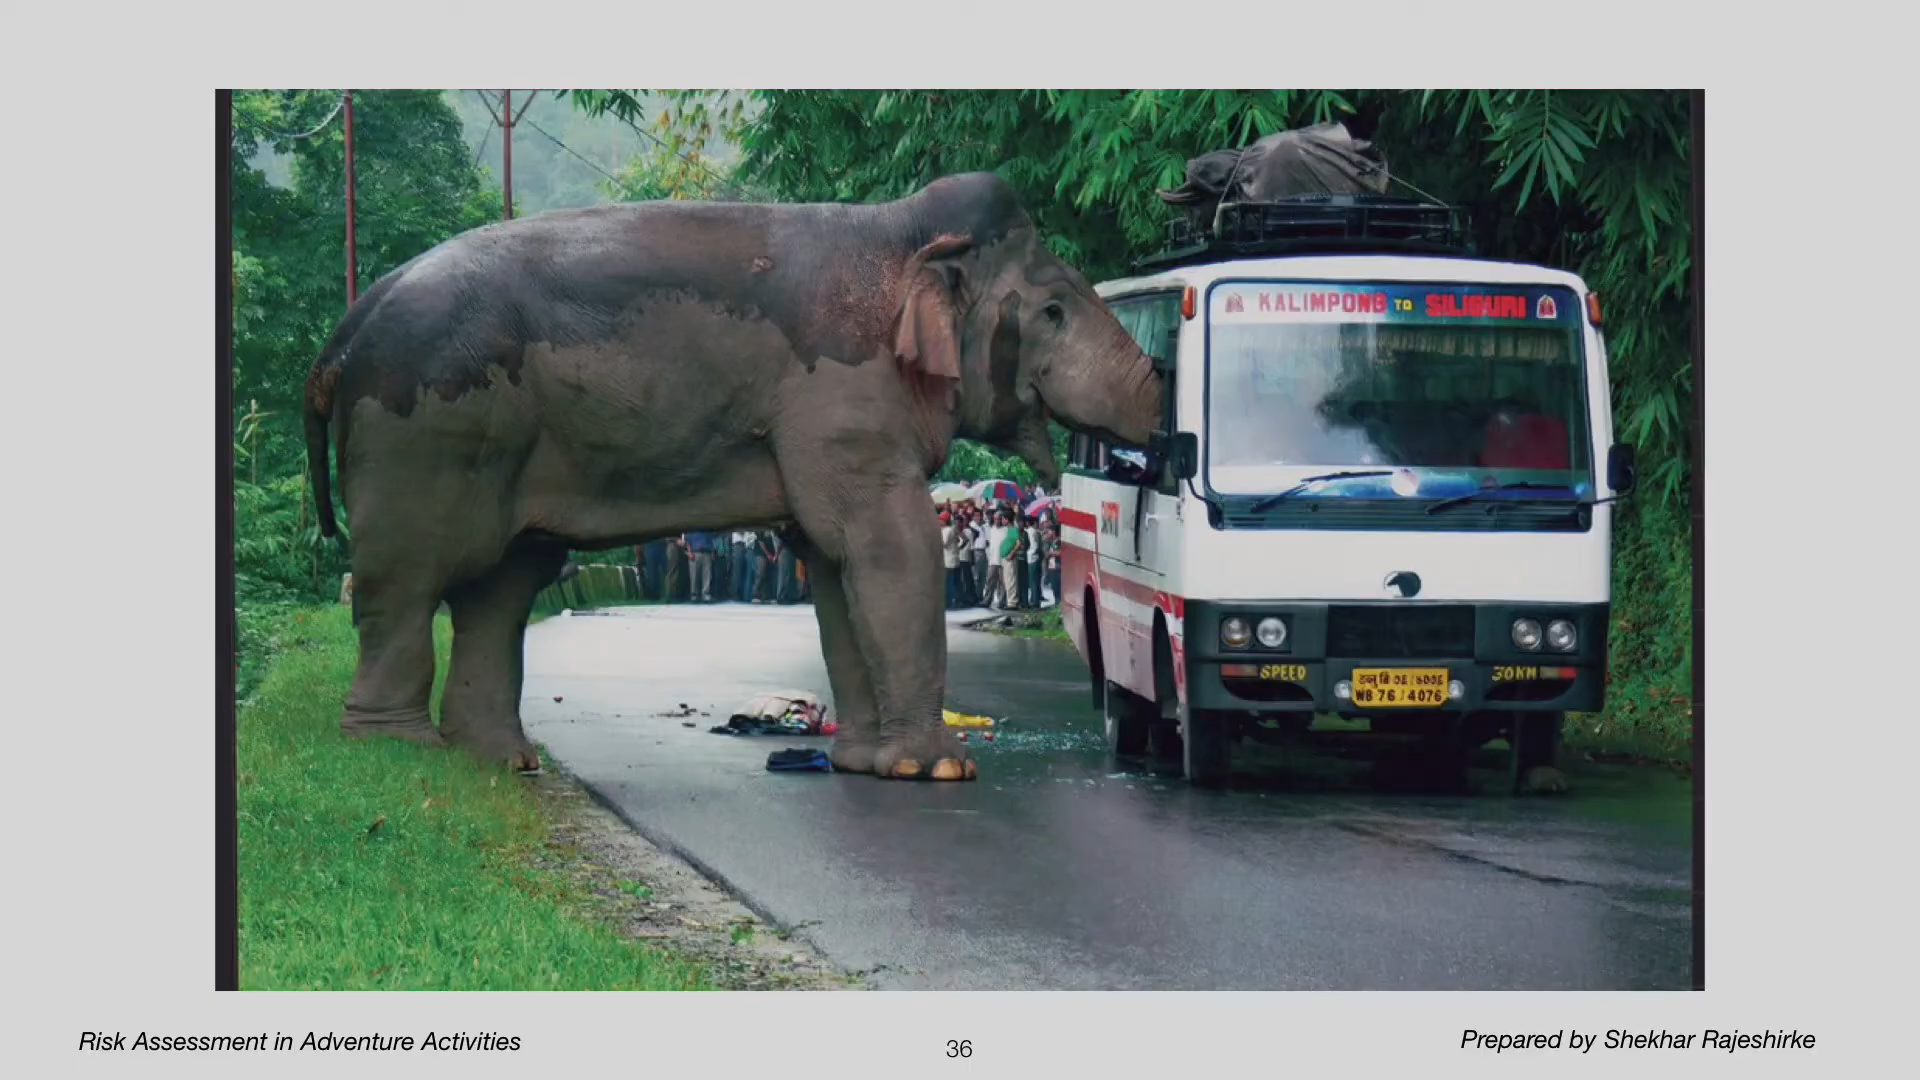 KALIMPONG TO SILIGURI
SPEED
30KM
WB 76 / 4076
Risk Assessment in Adventure Activities
36
Prepared by Shekhar Rajeshirke